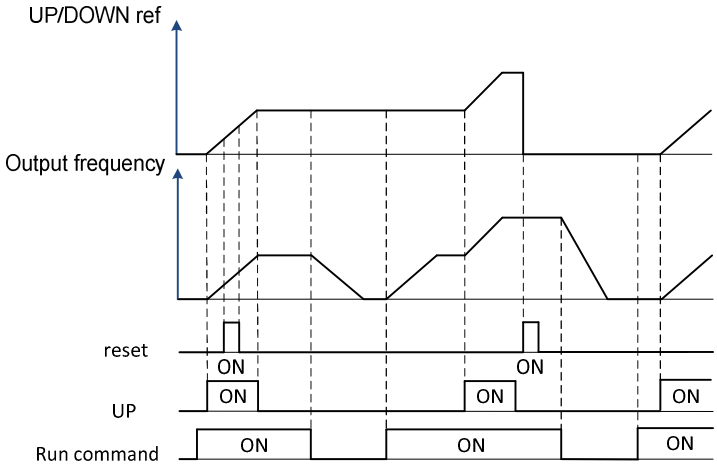 UP/DOWN ref
Output frequency
reset
ON
ON
UP
ON
ON
ON
Run command
ON
ON
ON